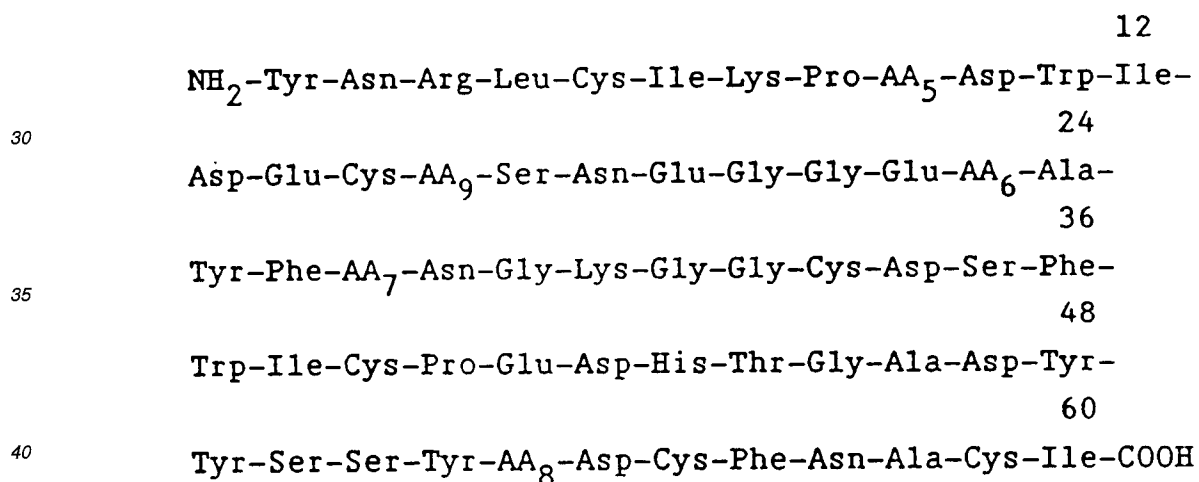 12
NH2-Tyr-Asn-Arg-Leu-Cys-Ile-Lys-Pro-AA5-Asp-Trp-Ile-
24
30
Asp-Glu-Cys-AA9-Ser-Asn-Glu-Gly-Gly-Glu-AA6-Ala-
36
Tyr-Phe-AA7-Asn-Gly-Lys-Gly-Gly-Cys-Asp-Ser-Phe-
35
48
Trp-Ile-Cys-Pro-Glu-Asp-His-Thr-Gly-Ala-Asp-Tyr-
60
40 Tyr-Ser-Ser-Tyr-AA8-Asp-Cys-Phe-Asn-Ala-Cys-Ile-COOH